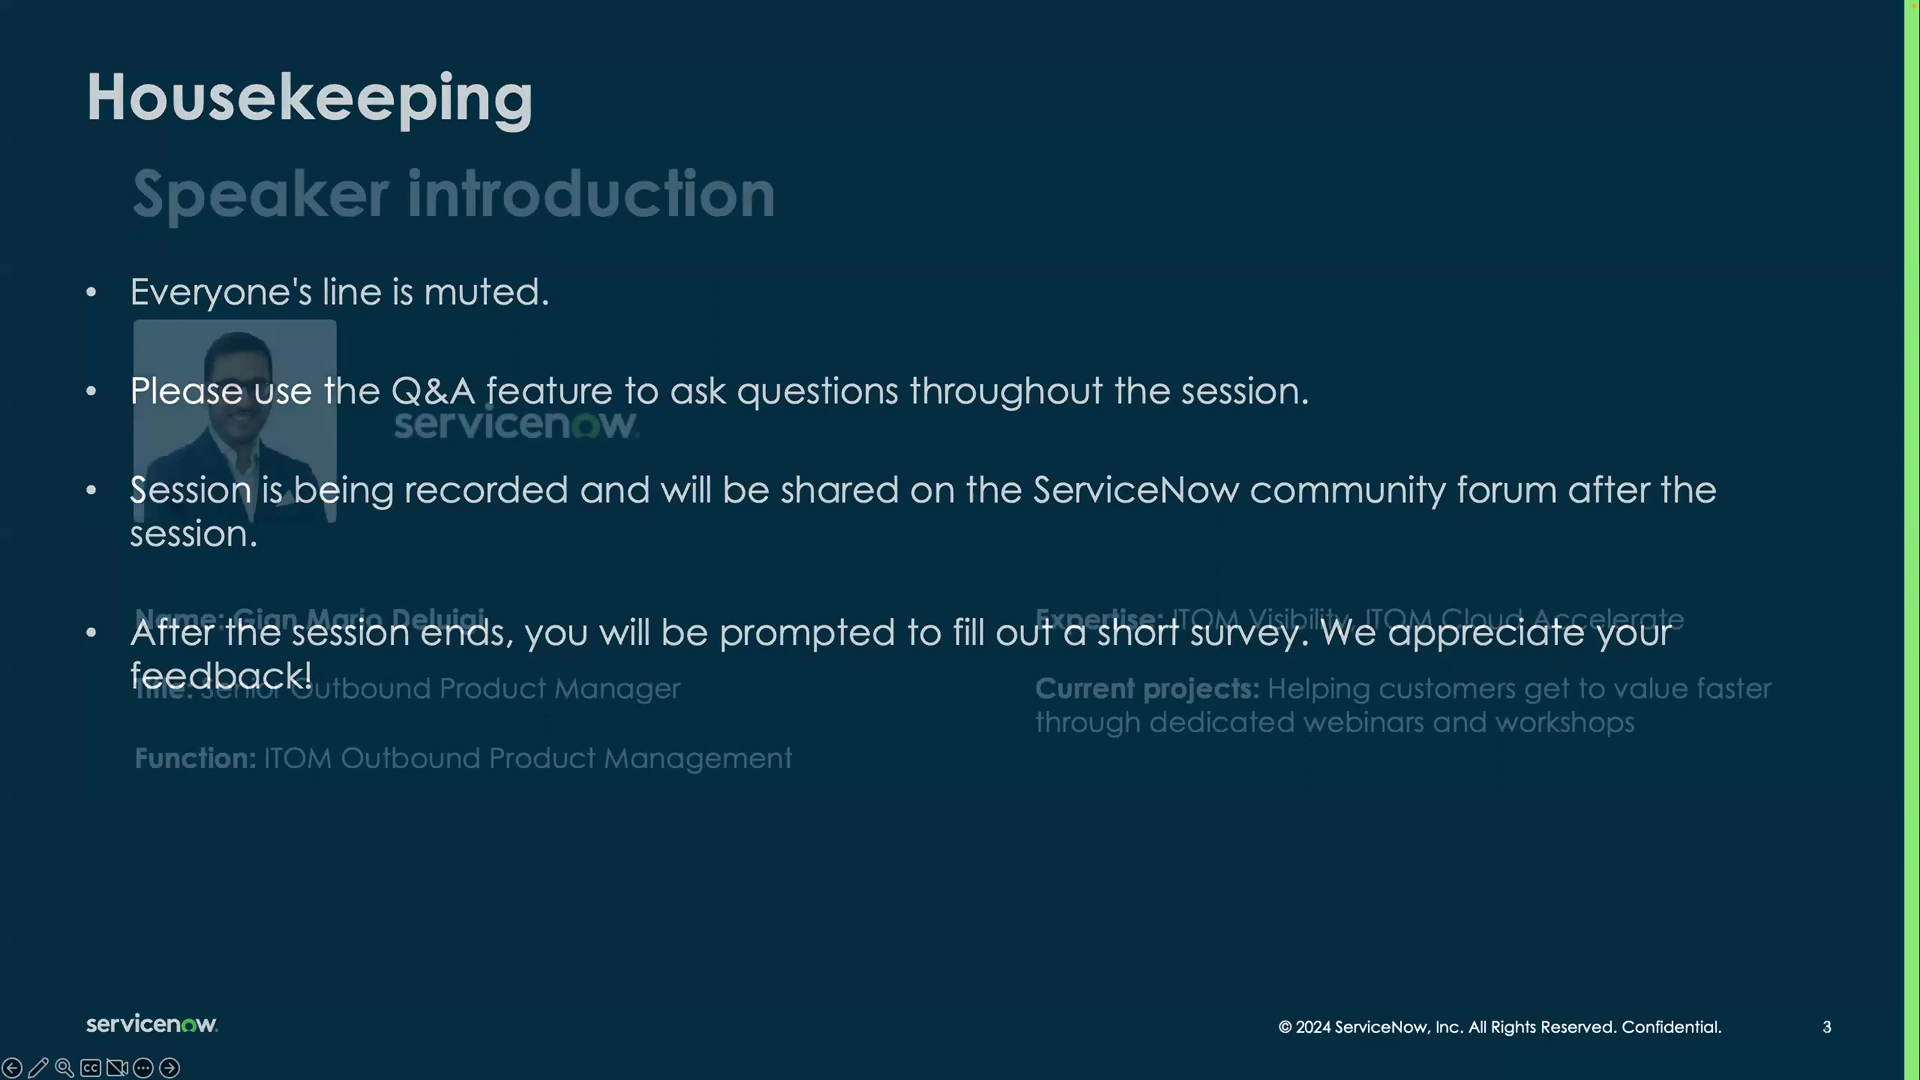 Housekeeping
Speaker introduction
• Everyone's line is muted.
• Please use the Q&A feature to ask questions throughout the session.
servicenow.
• Session is being recorded and will be shared on the ServiceNow community forum after the
session.
Name: Gian Mario Deluigi
Expertise: ITOM Visibility, ITOM Cloud Accelerate
• After the session ends, you will be prompted to fill out a short survey. We appreciate your
feedback!
Title: Senior Outbound Product Manager
Current projects: Helping customers get to value faster
through dedicated webinars and workshops
Function: ITOM Outbound Product Management
servicenow.
© 2024 ServiceNow, Inc. All Rights Reserved. Confidential.
3
CC